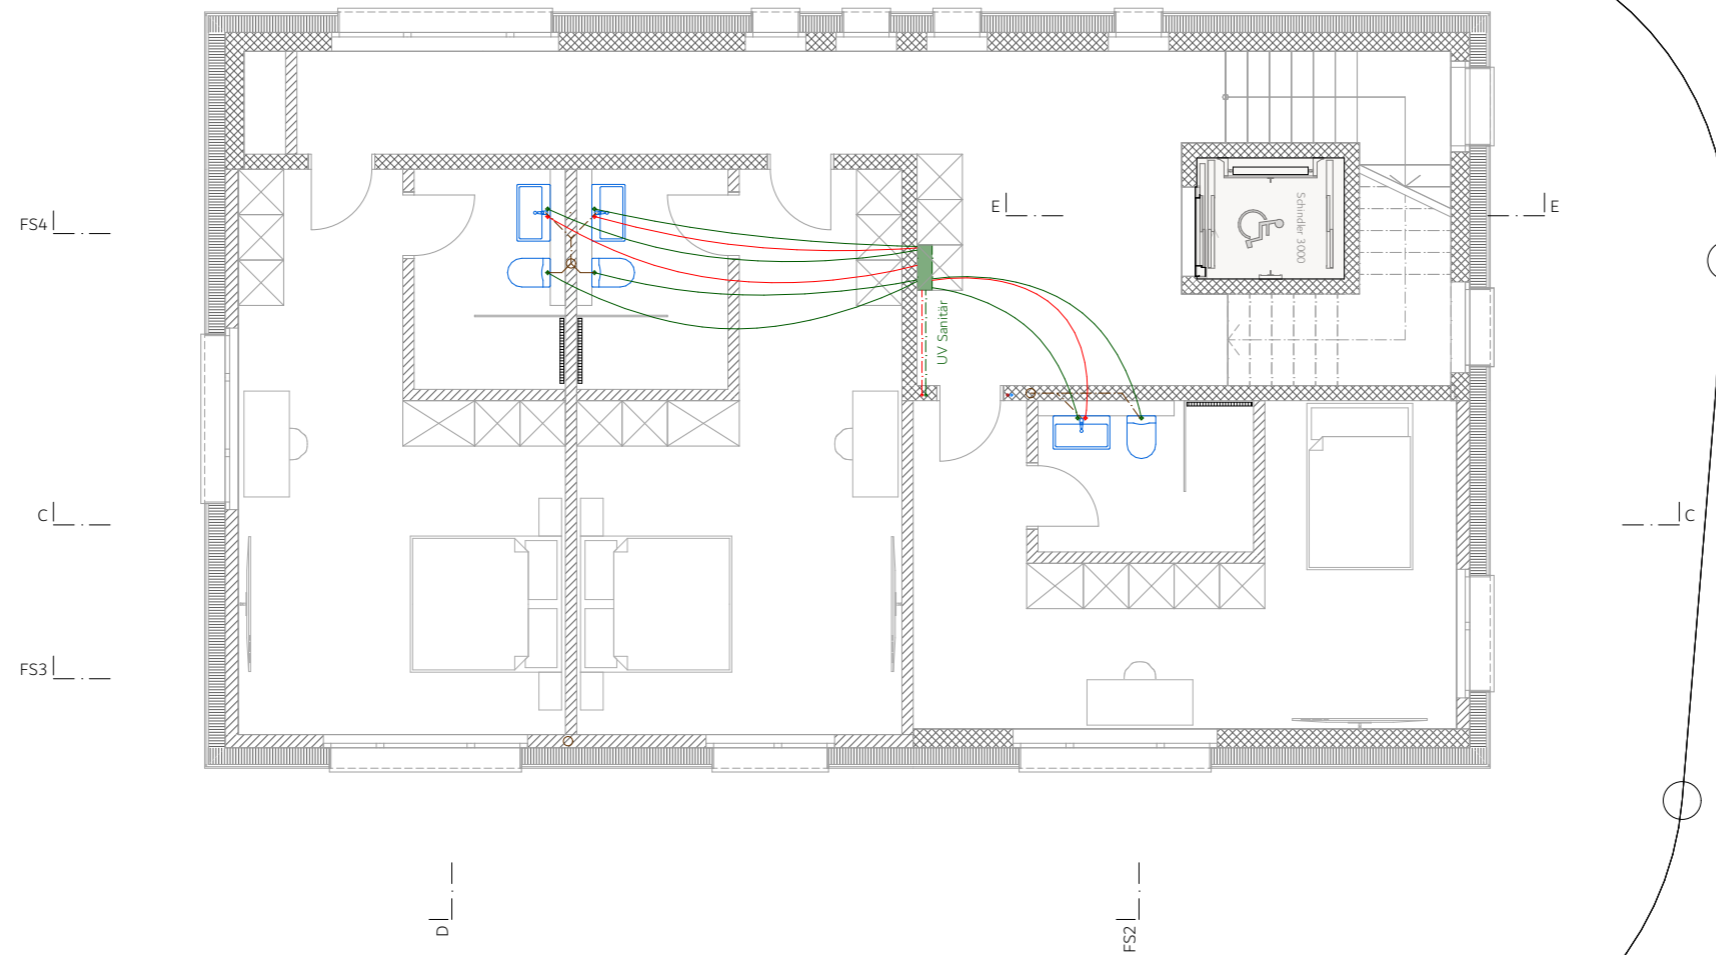 FS4
E
E
Schindler 3000
UV Sanitär
C
C
FS3
D
FS2